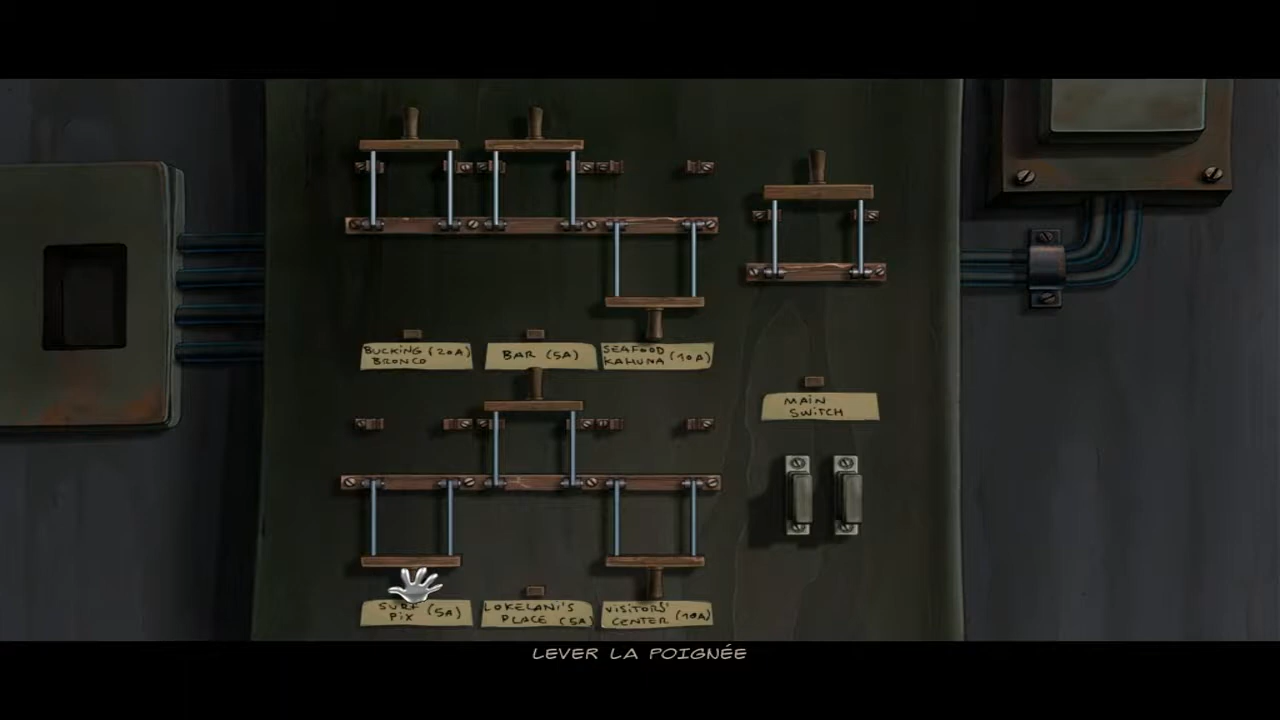 BUCKING (20A)
BRONCO
BAR (5A)
SEAFOOD
KAHUNA (10A)
MAIN
SWITCH
SURF
PIX (5A)
LOKELANI'S
PLACE (5A)
VISITORS'
CENTER (10A)
LEVER LA POIGNÉE